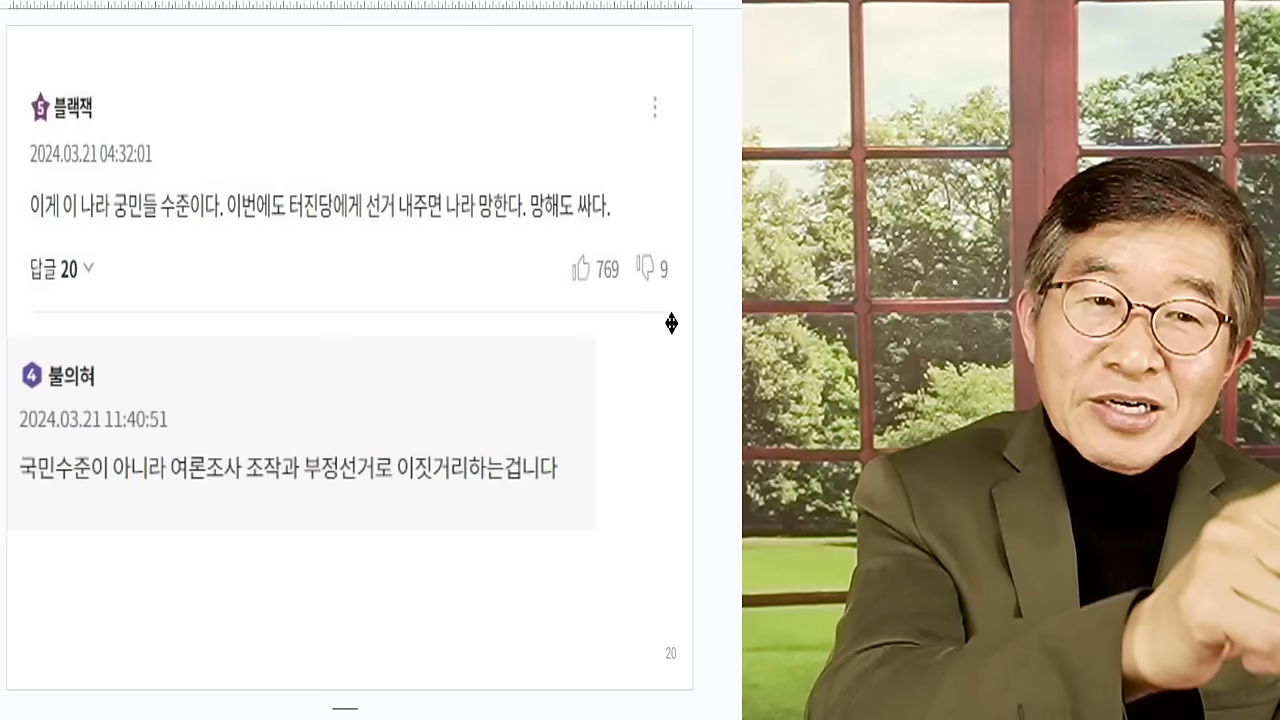 5 블랙잭
2024.03.21 04:32:01
이게 이 나라 궁민들 수준이다. 이번에도 터진당에게 선거 내주면 나라 망한다. 망해도 싸다.
답글 20
769 9
4 불의혀
2024.03.21 11:40:51
국민수준이 아니라 여론조사 조작과 부정선거로 이짓거리하는겁니다
20